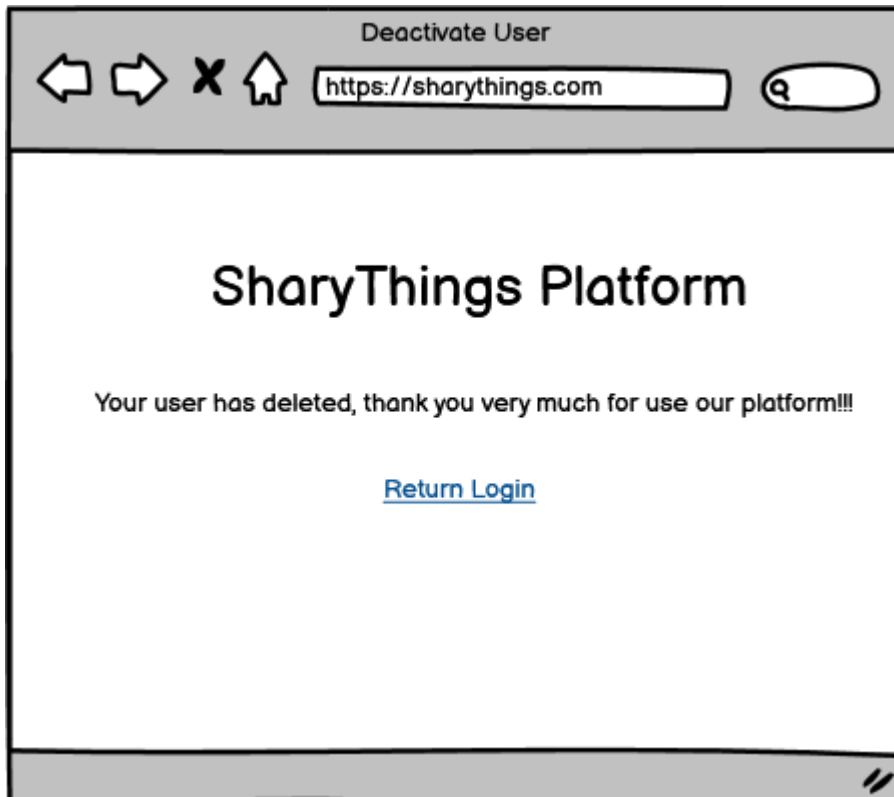 Deactivate User
https://sharythings.com
SharyThings Platform
Your user has deleted, thank you very much for use our platform!!!
Return Login